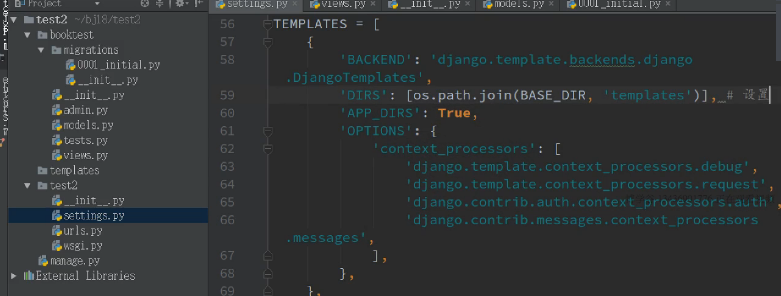 Project
test2 ~/bj18/test2
booktest
migrations
0001_initial.py
__init__.py
__init__.py
admin.py
models.py
tests.py
views.py
templates
test2
__init__.py
settings.py
urls.py
wsgi.py
manage.py
External Libraries
settings.py views.py __init__.py models.py 0001_initial.py
56 TEMPLATES = [
57 {
58 'BACKEND': 'django.template.backends.django
.DjangoTemplates',
59 'DIRS': [os.path.join(BASE_DIR, 'templates')], # 设置
60 'APP_DIRS': True,
61 'OPTIONS': {
62 'context_processors': [
63 'django.template.context_processors.debug',
64 'django.template.context_processors.request',
65 'django.contrib.auth.context_processors.auth',
66 'django.contrib.messages.context_processors
.messages',
67 ],
68 },
69 },